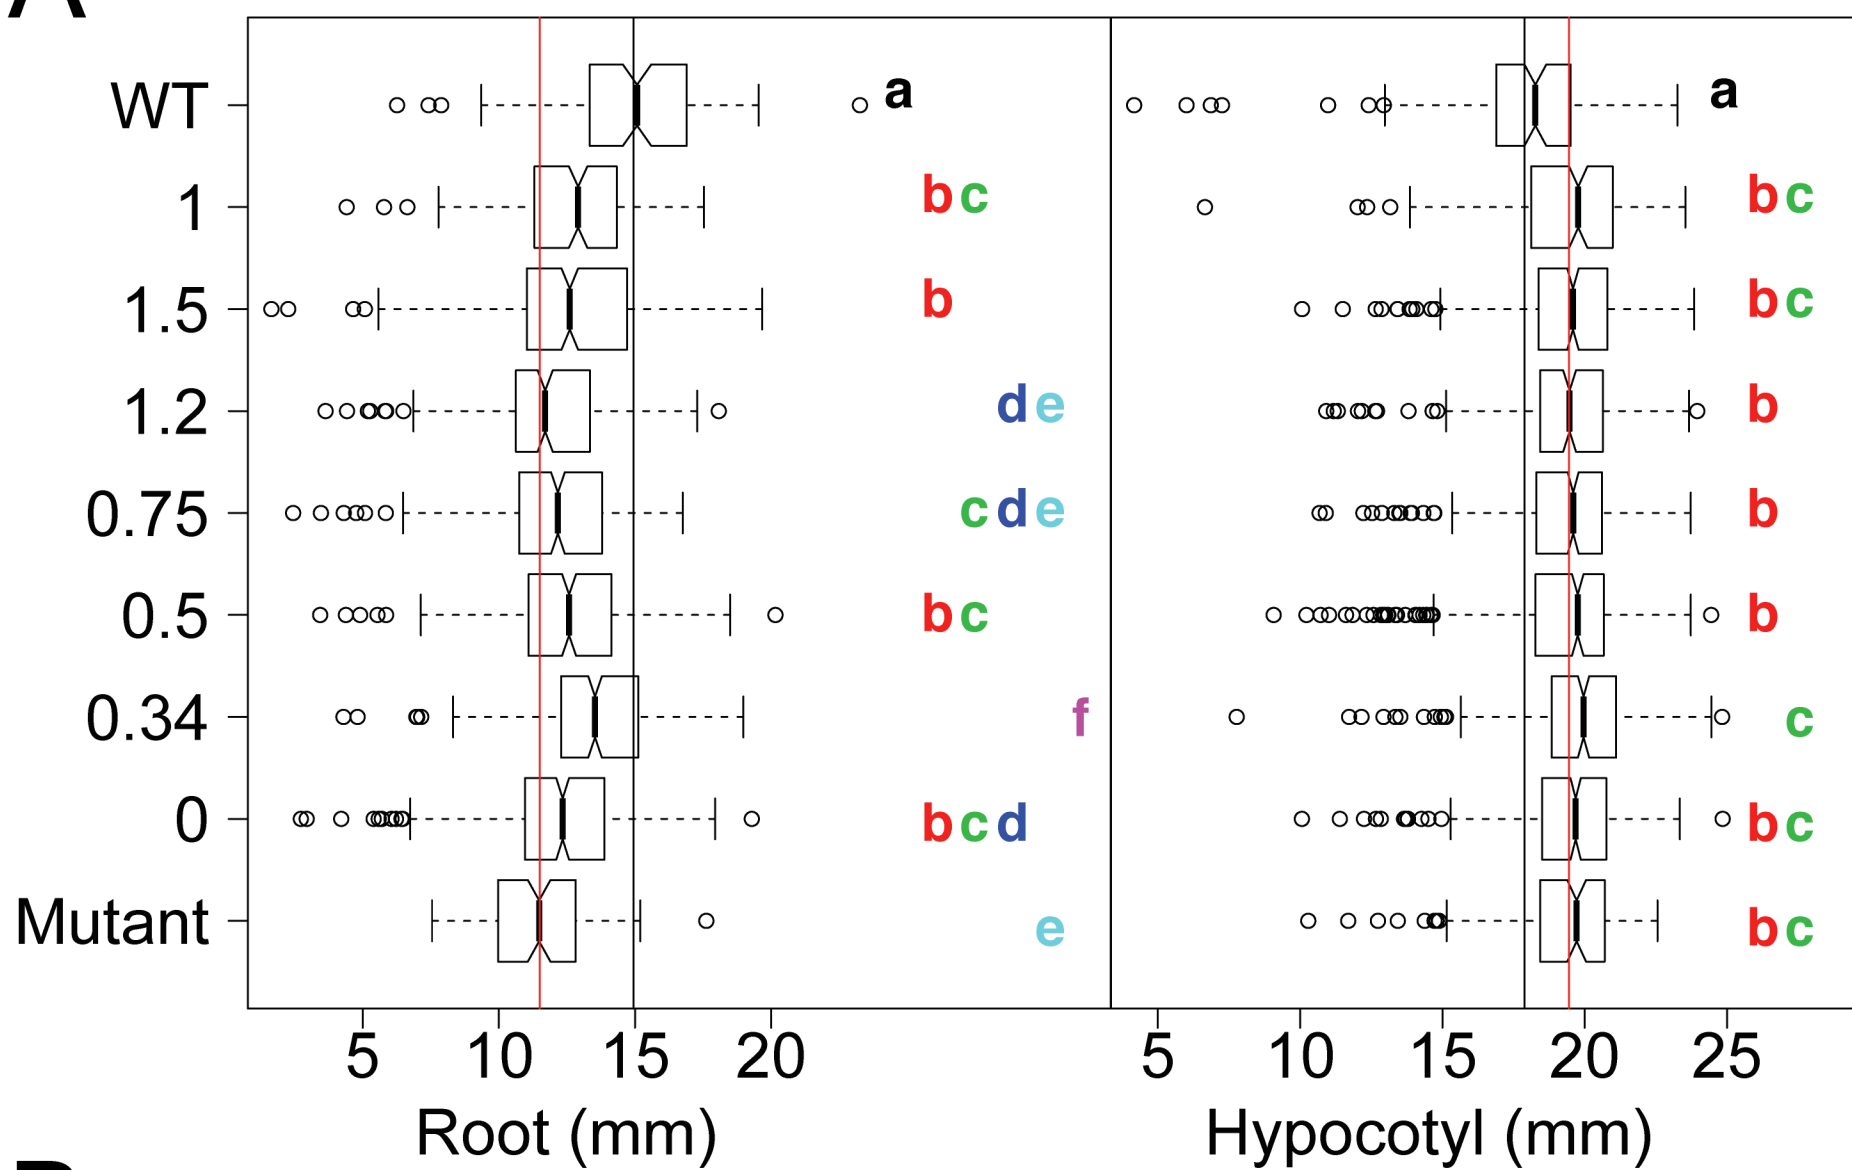 A
WT a a
1 b c b c
1.5 b b c
1.2 d e b
0.75 c d e b
0.5 b c b
0.34 f c
0 b c d b c
Mutant e b c
5 10 15 20 5 10 15 20 25
Root (mm) Hypocotyl (mm)